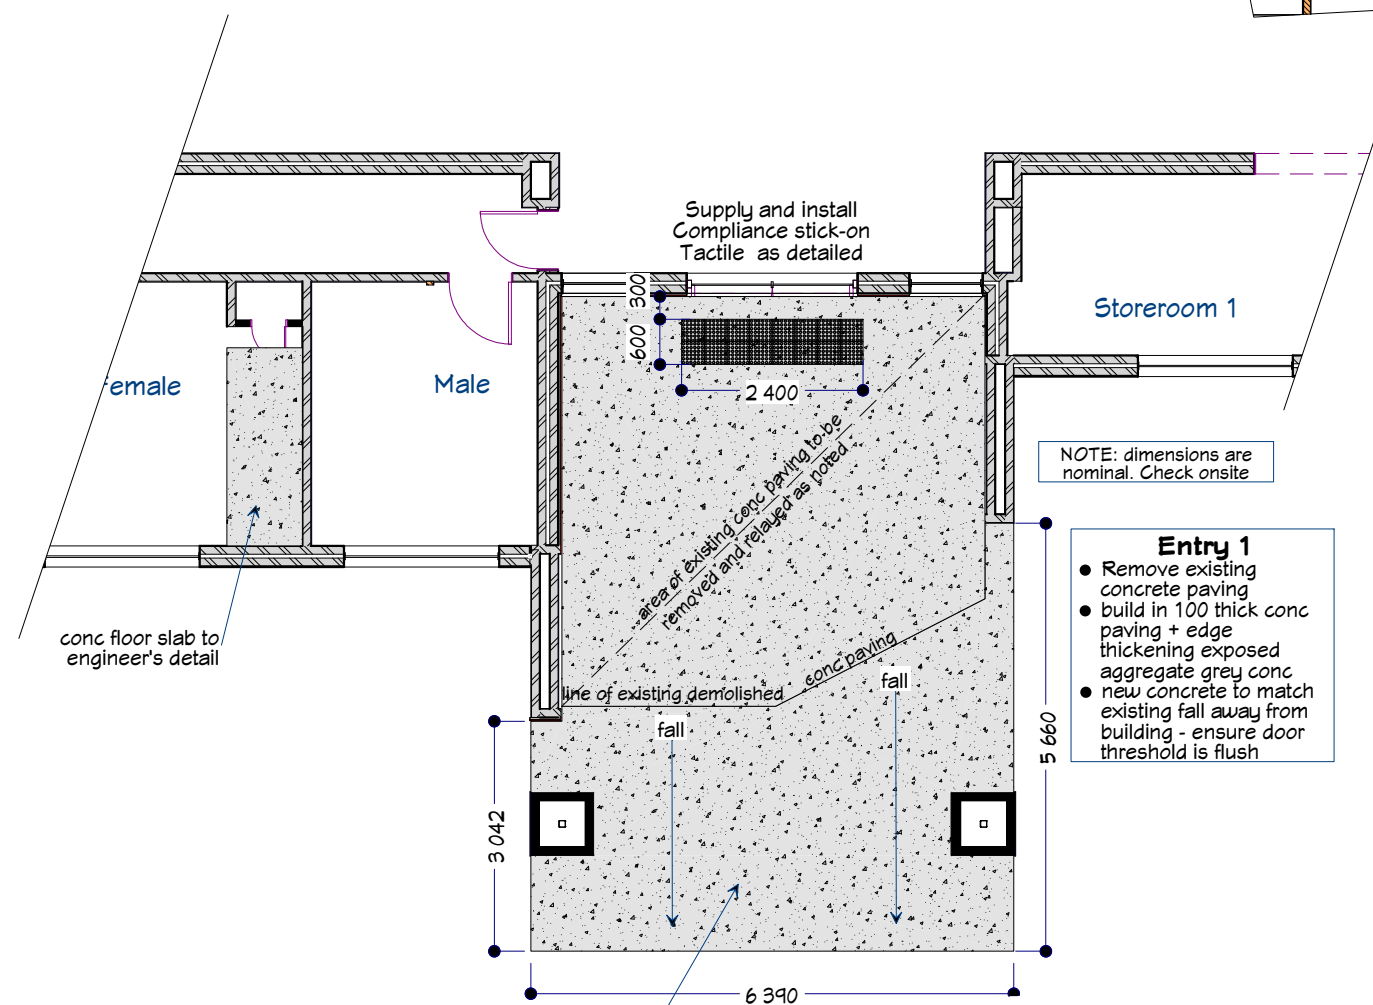 Supply and install
Compliance stick-on
Tactile as detailed
300
600
2 400
Storeroom 1
emale
Male
area of existing conc paving to be
removed and relayed as noted
NOTE: dimensions are
nominal. Check onsite
Entry 1
● Remove existing
concrete paving
● build in 100 thick conc
paving + edge
thickening exposed
aggregate grey conc
● new concrete to match
existing fall away from
building - ensure door
threshold is flush
conc floor slab to
engineer's detail
line of existing demolished
conc paving
fall
fall
3 042
5 660
6 390